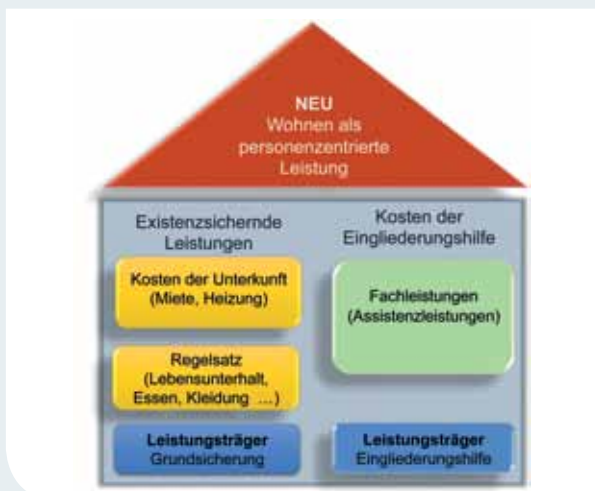 NEU
Wohnen als
personenzentrierte
Leistung
Existenzsichernde
Leistungen
Kosten der Unterkunft
(Miete, Heizung)
Regelsatz
(Lebensunterhalt,
Essen, Kleidung ...)
Leistungsträger
Grundsicherung
Kosten der
Eingliederungshilfe
Fachleistungen
(Assistenzleistungen)
Leistungsträger
Eingliederungshilfe